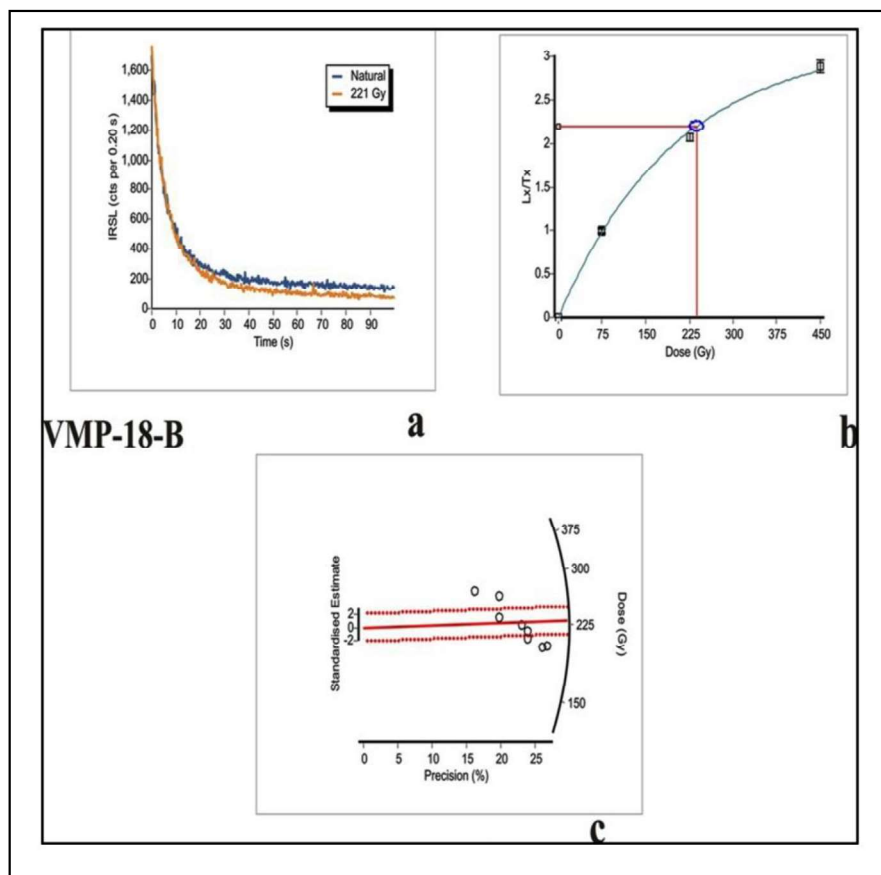 1,600
1,400
1,200
1,000
800
600
400
200
0
IRSL (cts per 0.20 s)
Natural
221 Gy
0 10 20 30 40 50 60 70 80 90
Time (s)
3
2.5
2
1.5
1
0.5
0
Lx/Tx
0 75 150 225 300 375 450
Dose (Gy)
VMP-18-B
a
b
Standardised Estimate
2
0
-2
375
300
225
150
Dose (Gy)
0 5 10 15 20 25
Precision (%)
c